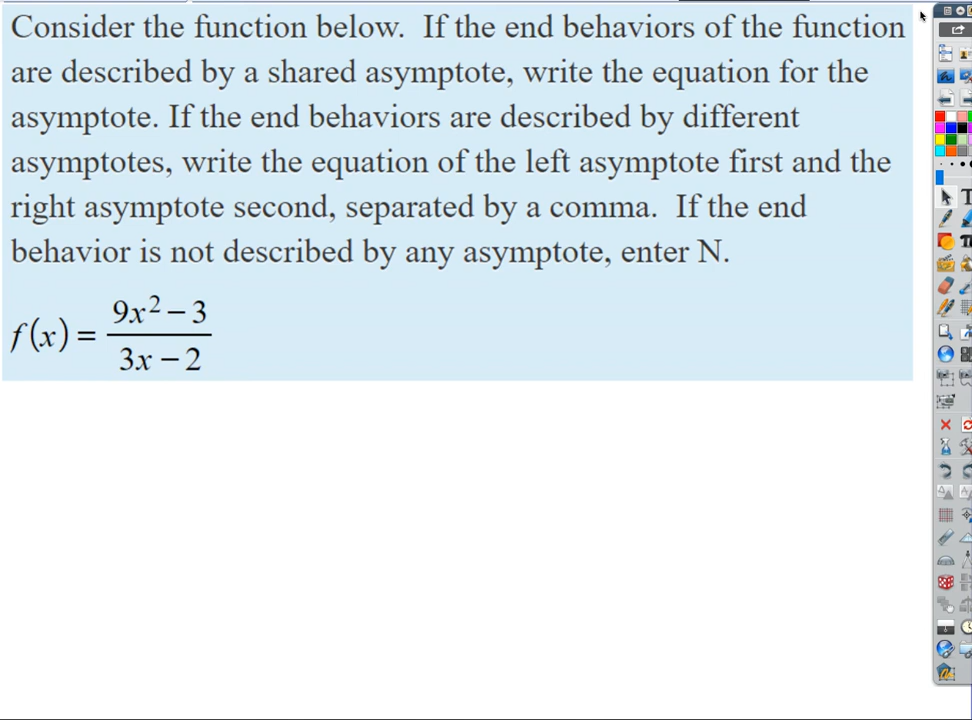 Consider the function below.  If the end behaviors of the function
are described by a shared asymptote, write the equation for the
asymptote. If the end behaviors are described by different
asymptotes, write the equation of the left asymptote first and the
right asymptote second, separated by a comma.  If the end
behavior is not described by any asymptote, enter N.
f(x) = (9x² − 3)/(3x − 2)